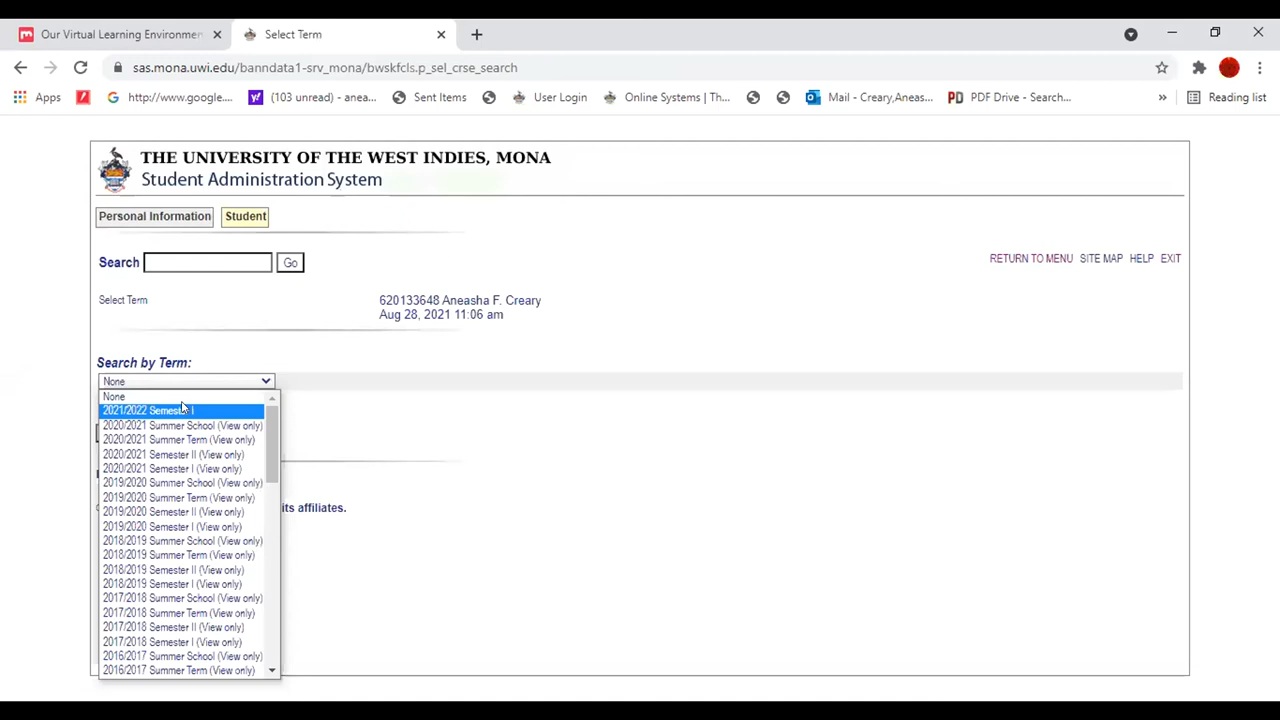 Our Virtual Learning Environmen
Select Term
sas.mona.uwi.edu/banndata1-srv_mona/bwskfcls.p_sel_crse_search
Apps
http://www.google....
(103 unread) - anea...
Sent Items
User Login
Online Systems | Th...
Mail - Creary,Aneas...
PD PDF Drive - Search...
»
Reading list
THE UNIVERSITY OF THE WEST INDIES, MONA
Student Administration System
Personal Information
Student
Search
Go
RETURN TO MENU SITE MAP HELP EXIT
Select Term
620133648 Aneasha F. Creary
Aug 28, 2021 11:06 am
Search by Term:
None
None
2021/2022 Semester I
2020/2021 Summer School (View only)
2020/2021 Summer Term (View only)
2020/2021 Semester II (View only)
2020/2021 Semester I (View only)
2019/2020 Summer School (View only)
2019/2020 Summer Term (View only)
2019/2020 Semester II (View only)
its affiliates.
2019/2020 Semester I (View only)
2018/2019 Summer School (View only)
2018/2019 Summer Term (View only)
2018/2019 Semester II (View only)
2018/2019 Semester I (View only)
2017/2018 Summer School (View only)
2017/2018 Summer Term (View only)
2017/2018 Semester II (View only)
2017/2018 Semester I (View only)
2016/2017 Summer School (View only)
2016/2017 Summer Term (View only)